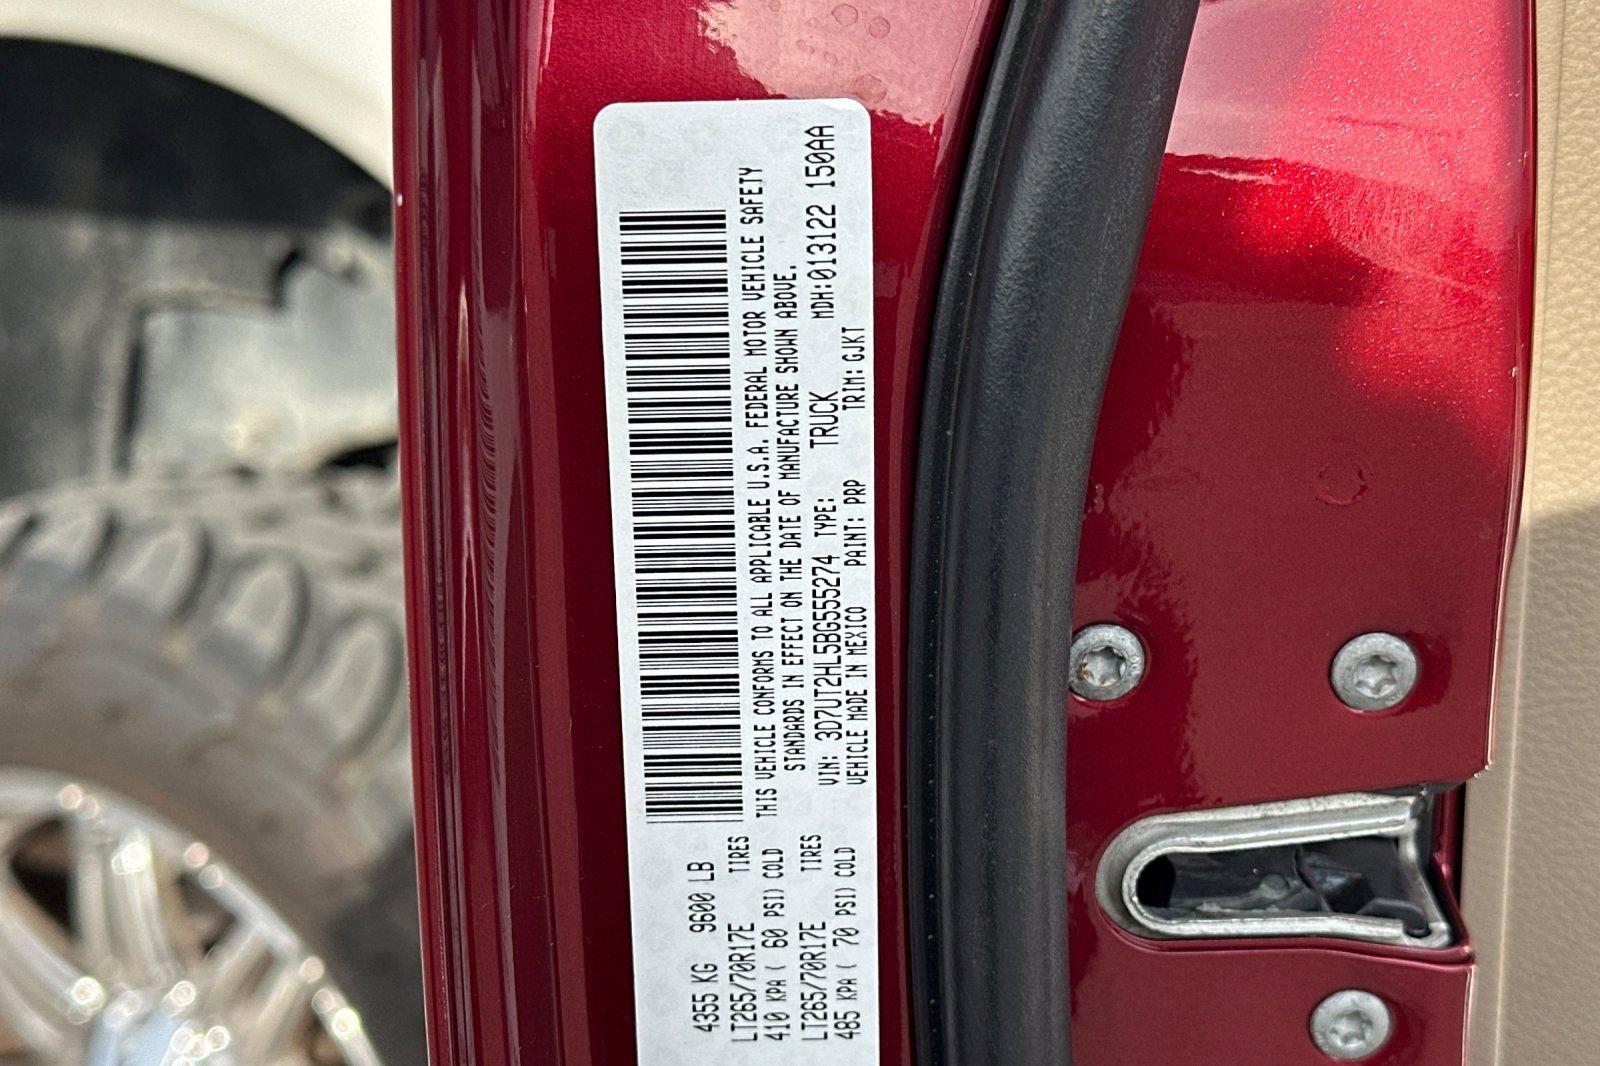 4355 KG 9600 LB
LT265/70R17E TIRES
410 KPA ( 60 PSI) COLD
LT265/70R17E TIRES
485 KPA ( 70 PSI) COLD
THIS VEHICLE CONFORMS TO ALL APPLICABLE U.S.A. FEDERAL MOTOR VEHICLE SAFETY
STANDARDS IN EFFECT ON THE DATE OF MANUFACTURE SHOWN ABOVE.
VIN: 3D7UT2HL5BG555274 TYPE: TRUCK MDH:013122 150AA
VEHICLE MADE IN MEXICO PAINT: PRP TRIM:GJKT